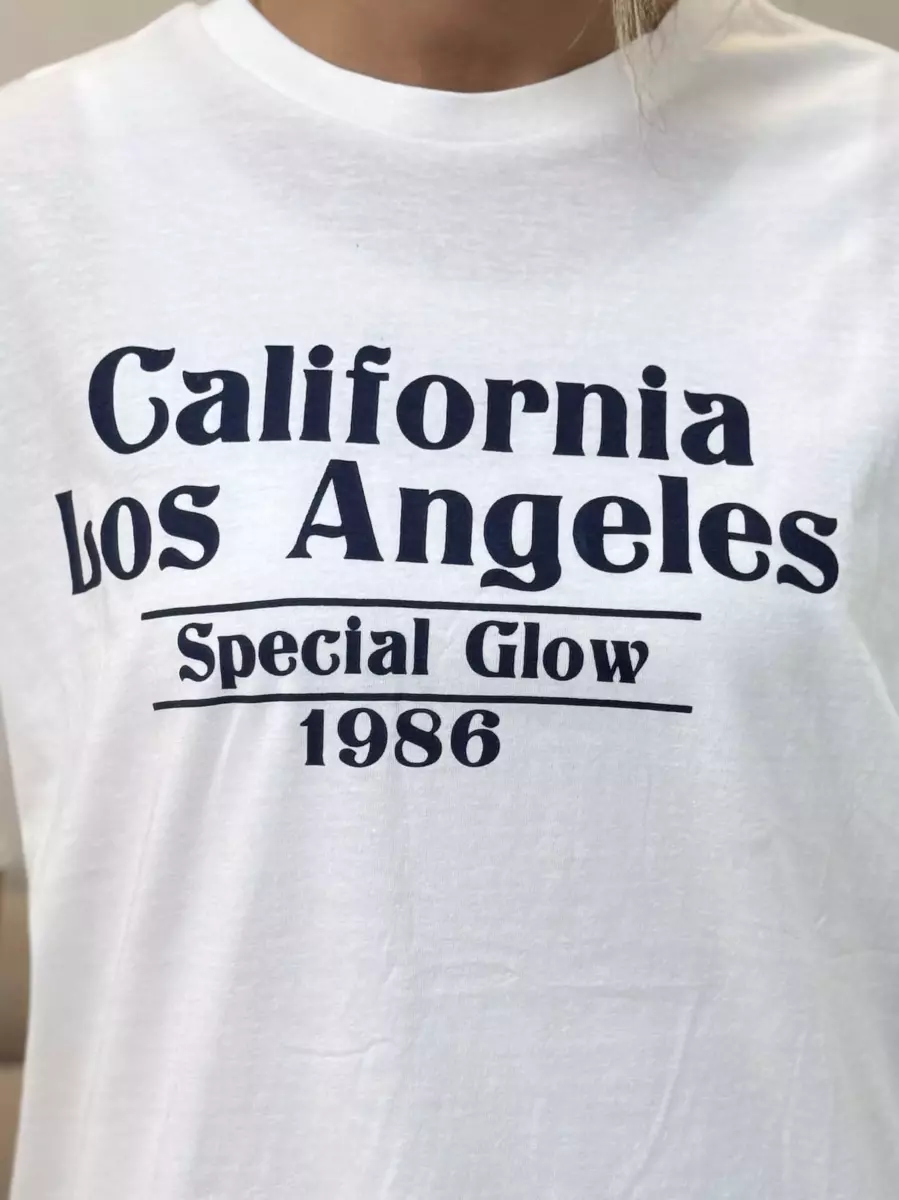 California
Los Angeles
Special Glow
1986